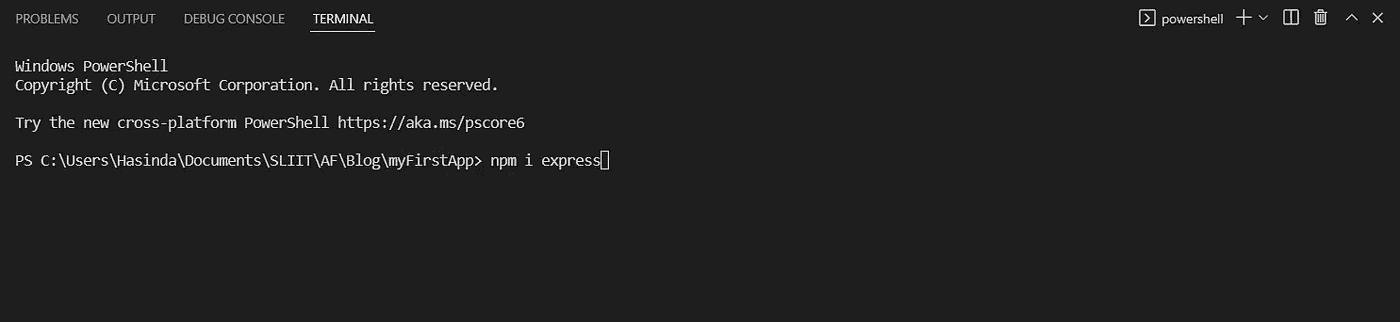 PROBLEMS OUTPUT DEBUG CONSOLE TERMINAL powershell
Windows PowerShell
Copyright (C) Microsoft Corporation. All rights reserved.
Try the new cross-platform PowerShell https://aka.ms/pscore6
PS C:\Users\Hasinda\Documents\SLIIT\AF\Blog\myFirstApp> npm i express